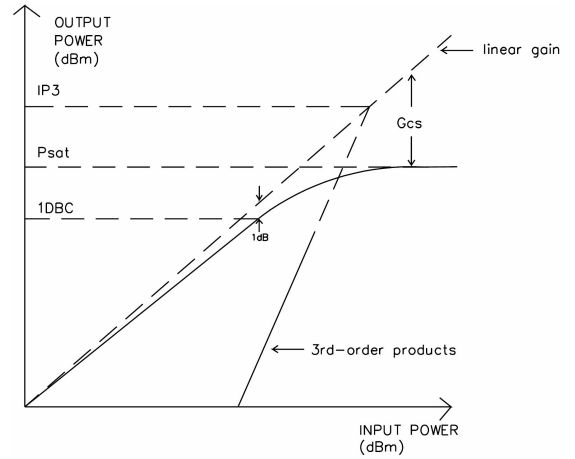 OUTPUT
POWER
(dBm)
linear gain
IP3
Gcs
Psat
1DBC
1dB
3rd-order products
INPUT POWER
(dBm)